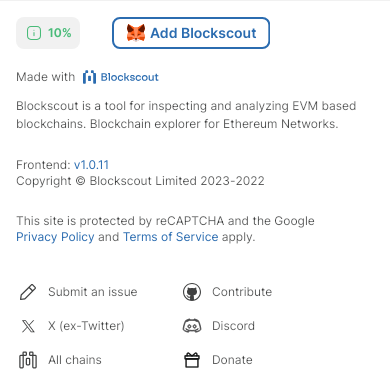 10%
Add Blockscout
Made with Blockscout
Blockscout is a tool for inspecting and analyzing EVM based
blockchains. Blockchain explorer for Ethereum Networks.
Frontend: v1.0.11
Copyright © Blockscout Limited 2023-2022
This site is protected by reCAPTCHA and the Google
Privacy Policy and Terms of Service apply.
Submit an issue
Contribute
X (ex-Twitter)
Discord
All chains
Donate